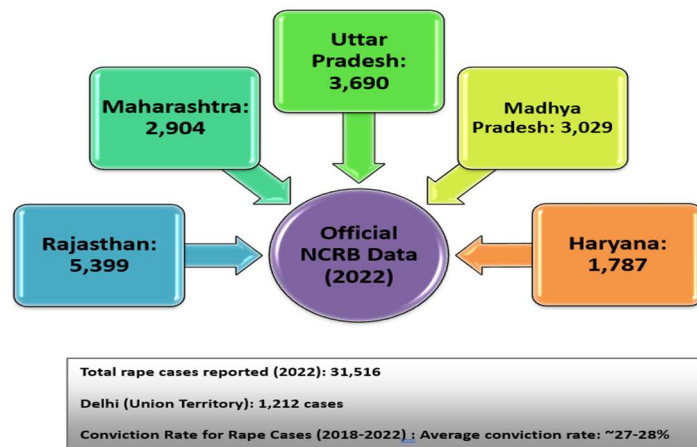 Uttar
Pradesh:
3,690
Maharashtra:
2,904
Madhya
Pradesh: 3,029
Rajasthan:
5,399
Official
NCRB Data
(2022)
Haryana:
1,787
Total rape cases reported (2022): 31,516
Delhi (Union Territory): 1,212 cases
Conviction Rate for Rape Cases (2018-2022) : Average conviction rate: ~27-28%